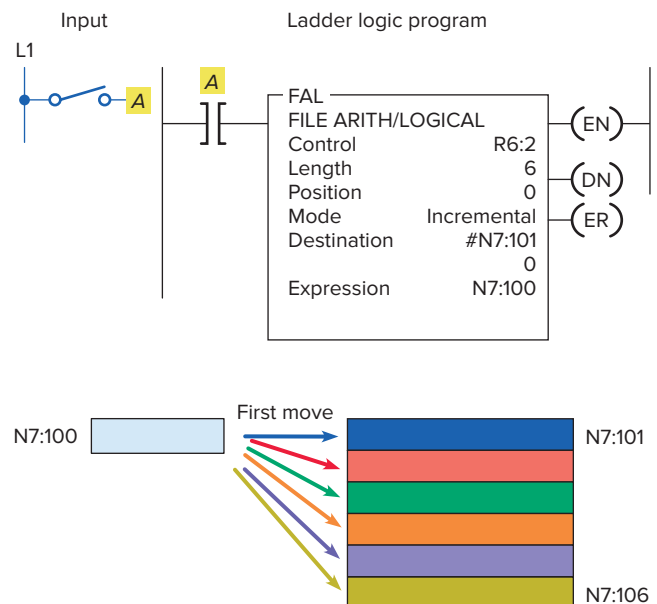 Input
Ladder logic program
L1
A
A
FAL
FILE ARITH/LOGICAL
EN
Control R6:2
Length 6
DN
Position 0
Mode Incremental
ER
Destination #N7:101
0
Expression N7:100
First move
N7:100
N7:101
N7:106